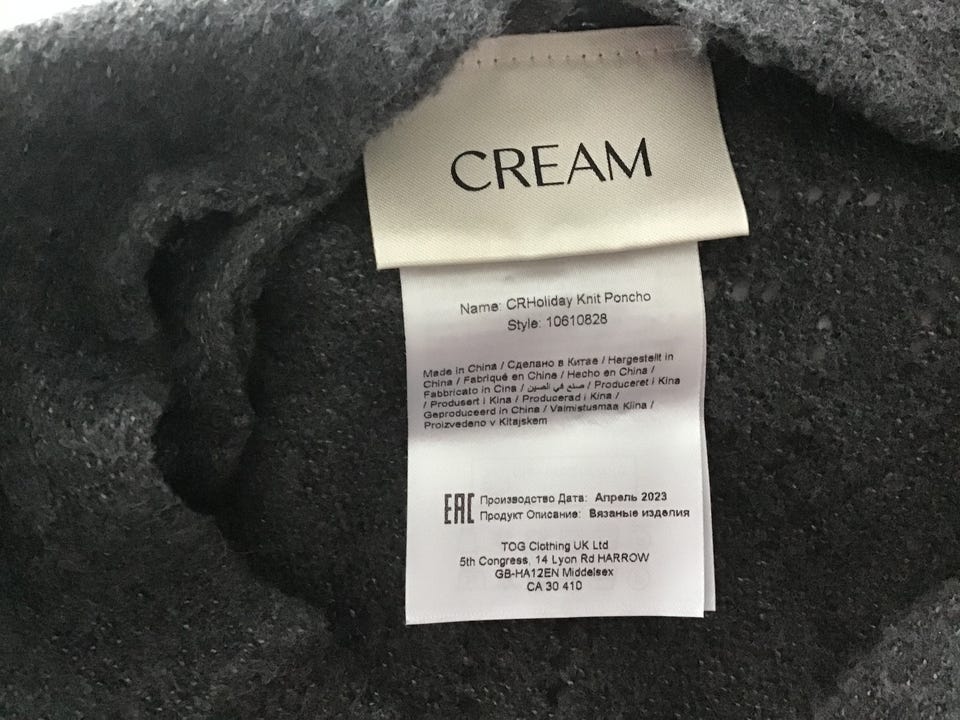 CREAM
Name: CRHoliday Knit Poncho
Style: 10610828
Made in China / Сделано в Китае / Hergestellt in
China / Fabriqué en Chine / Hecho en China /
Fabbricato in Cina / صنع في الصين / Produceret i Kina
/ Produsert i Kina / Producerad i Kina /
Geproduceerd in China / Valmistusmaa Kiina /
Proizvedeno v Kitajskem
EAC Производство Дата: Апрель 2023
Продукт Описание: Вязаные изделия
TOG Clothing UK Ltd
5th Congress, 14 Lyon Rd HARROW
GB-HA12EN Middelsex
CA 30 410